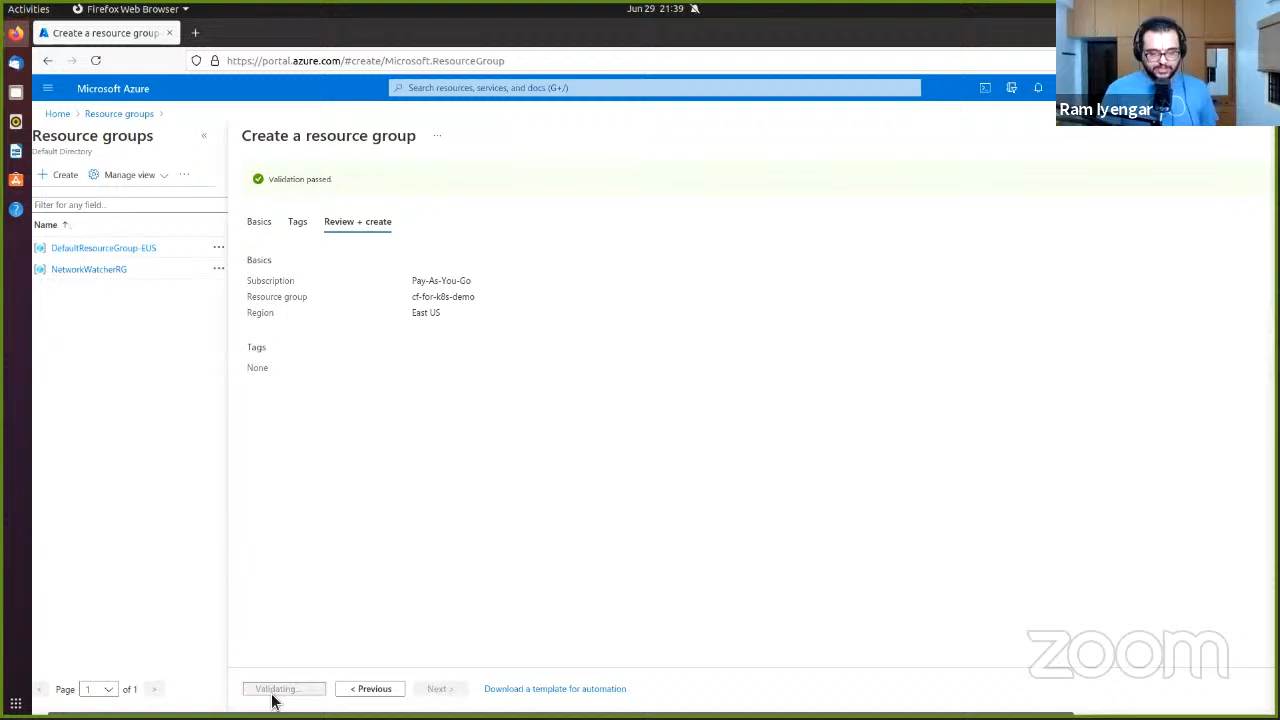 Activities
Firefox Web Browser
Jun 29 21:39
Create a resource group
https://portal.azure.com/#create/Microsoft.ResourceGroup
Microsoft Azure
Search resources, services, and docs (G+/)
Ram Iyengar
Home > Resource groups >
Resource groups
Default Directory
+ Create
Manage view
Filter for any field...
Name ↑
DefaultResourceGroup-EUS
NetworkWatcherRG
Create a resource group
Validation passed.
Basics
Tags
Review + create
Basics
Subscription Pay-As-You-Go
Resource group cf-for-k8s-demo
Region East US
Tags
None
zoom
< Page 1 of 1 >
Validating...
< Previous
Next >
Download a template for automation